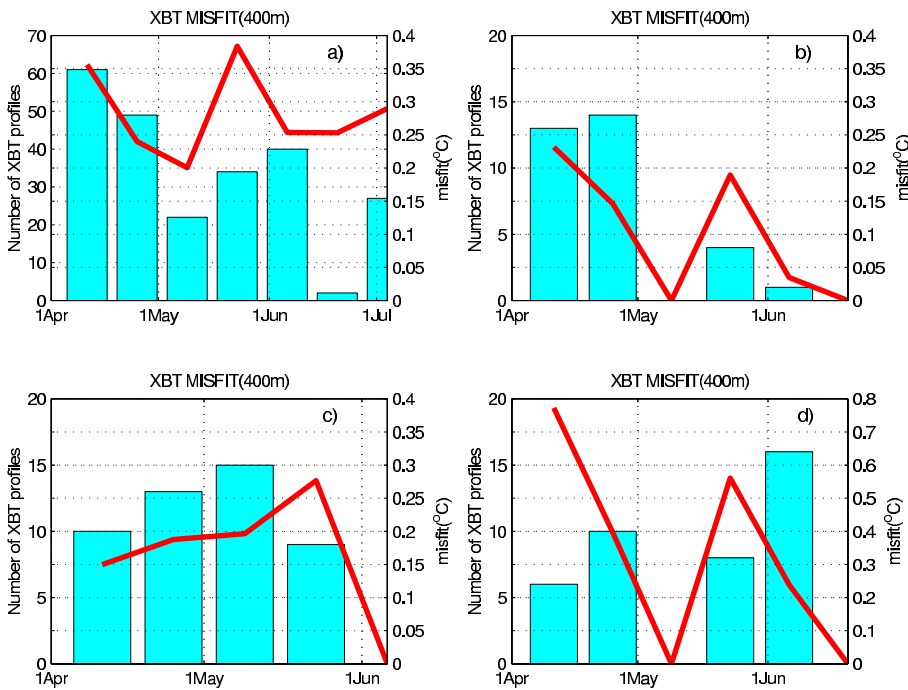 XBT MISFIT(400m)
a)
Number of XBT profiles
70
60
50
40
30
20
10
0
0.4
0.35
0.3
0.25
0.2
0.15
0.1
0.05
0
misfit(°C)
1Apr 1May 1Jun 1Jul
XBT MISFIT(400m)
b)
Number of XBT profiles
20
15
10
5
0
0.4
0.35
0.3
0.25
0.2
0.15
0.1
0.05
0
misfit(°C)
1Apr 1May 1Jun
XBT MISFIT(400m)
c)
Number of XBT profiles
20
15
10
5
0
0.4
0.35
0.3
0.25
0.2
0.15
0.1
0.05
0
misfit(°C)
1Apr 1May 1Jun
XBT MISFIT(400m)
d)
Number of XBT profiles
20
15
10
5
0
0.8
0.7
0.6
0.5
0.4
0.3
0.2
0.1
0
misfit(°C)
1Apr 1May 1Jun